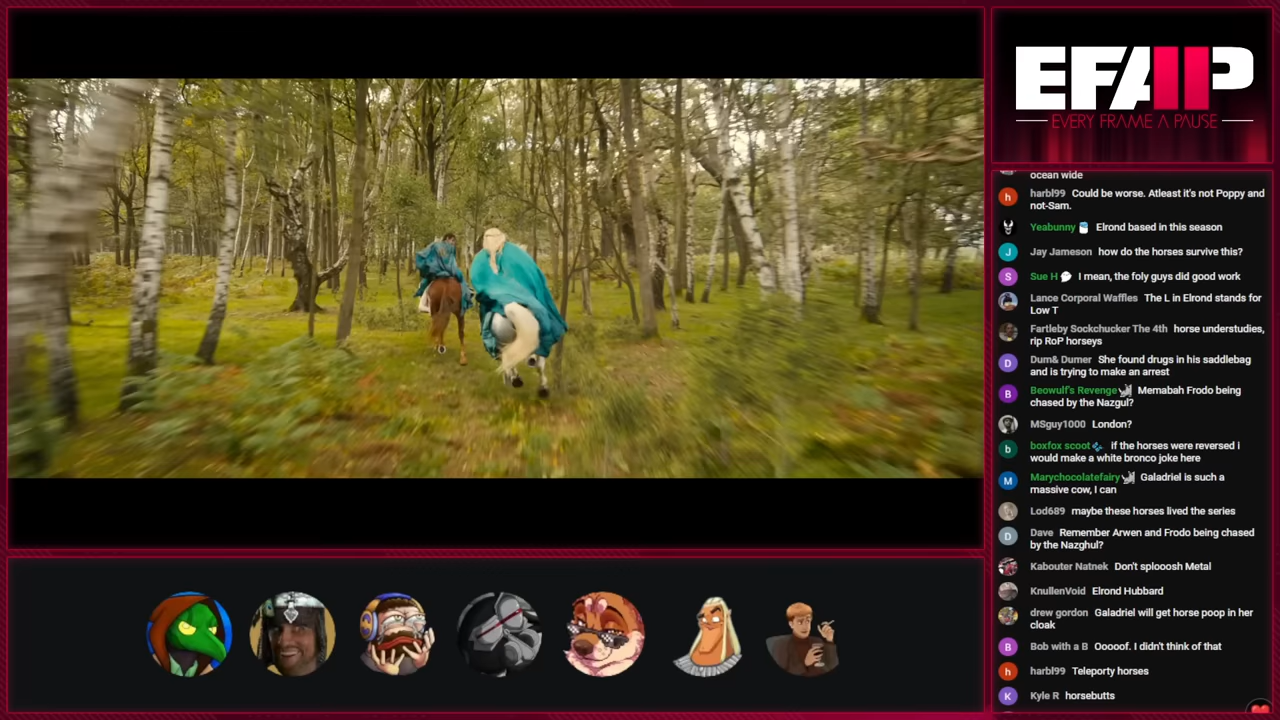 EFAP
EVERY FRAME A PAUSE
ocean wide
harbl99 Could be worse. Atleast it's not Poppy and
not-Sam.
Yeabunny Elrond based in this season
Jay Jameson how do the horses survive this?
Sue H I mean, the foly guys did good work
Lance Corporal Waffles The L in Elrond stands for
Low T
Fartleby Sockchucker The 4th horse understudies,
rip RoP horseys
Dum& Dumer She found drugs in his saddlebag
and is trying to make an arrest
Beowulf's Revenge Memabah Frodo being
chased by the Nazgul?
MSguy1000 London?
boxfox scoot if the horses were reversed i
would make a white bronco joke here
Marychocolatefairy Galadriel is such a
massive cow, I can
Lod689 maybe these horses lived the series
Dave Remember Arwen and Frodo being chased
by the Nazghul?
Kabouter Natnek Don't splooosh Metal
KnullenVoid Elrond Hubbard
drew gordon Galadriel will get horse poop in her
cloak
Bob with a B Ooooof. I didn't think of that
harbl99 Teleporty horses
Kyle R horsebutts